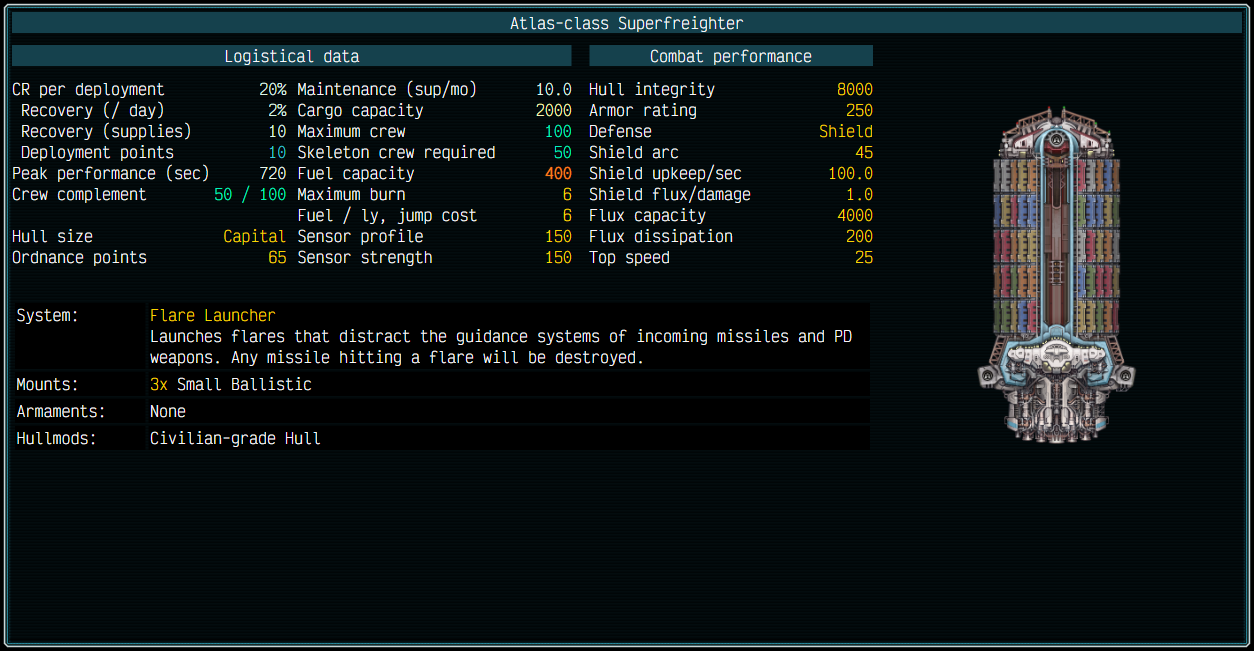 Atlas-class Superfreighter
Logistical data
CR per deployment 20% Maintenance (sup/mo) 10.0
Recovery (/ day) 2% Cargo capacity 2000
Recovery (supplies) 10 Maximum crew 100
Deployment points 10 Skeleton crew required 50
Peak performance (sec) 720 Fuel capacity 400
Crew complement 50 / 100 Maximum burn 6
Fuel / ly, jump cost 6
Hull size Capital Sensor profile 150
Ordnance points 65 Sensor strength 150
Combat performance
Hull integrity 8000
Armor rating 250
Defense Shield
Shield arc 45
Shield upkeep/sec 100.0
Shield flux/damage 1.0
Flux capacity 4000
Flux dissipation 200
Top speed 25
System: Flare Launcher
Launches flares that distract the guidance systems of incoming missiles and PD
weapons. Any missile hitting a flare will be destroyed.
Mounts: 3x Small Ballistic
Armaments: None
Hullmods: Civilian-grade Hull